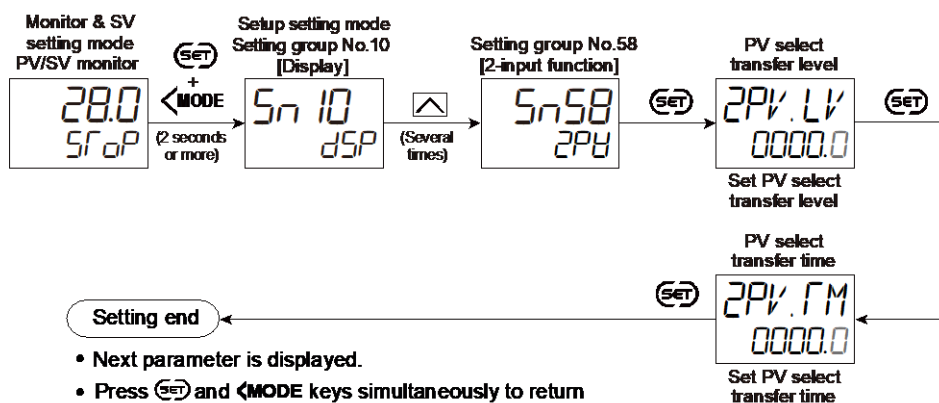 Monitor & SV
setting mode
PV/SV monitor
28.0
SToP
SET
+
<MODE
(2 seconds
or more)
Setup setting mode
Setting group No.10
[Display]
Sn 10
dSP
(Several
times)
Setting group No.58
[2-input function]
Sn58
2PV
SET
PV select
transfer level
2PV.LV
0000.0
Set PV select
transfer level
SET
PV select
transfer time
2PV.TM
0000.0
Set PV select
transfer time
SET
Setting end
• Next parameter is displayed.
• Press SET and <MODE keys simultaneously to return